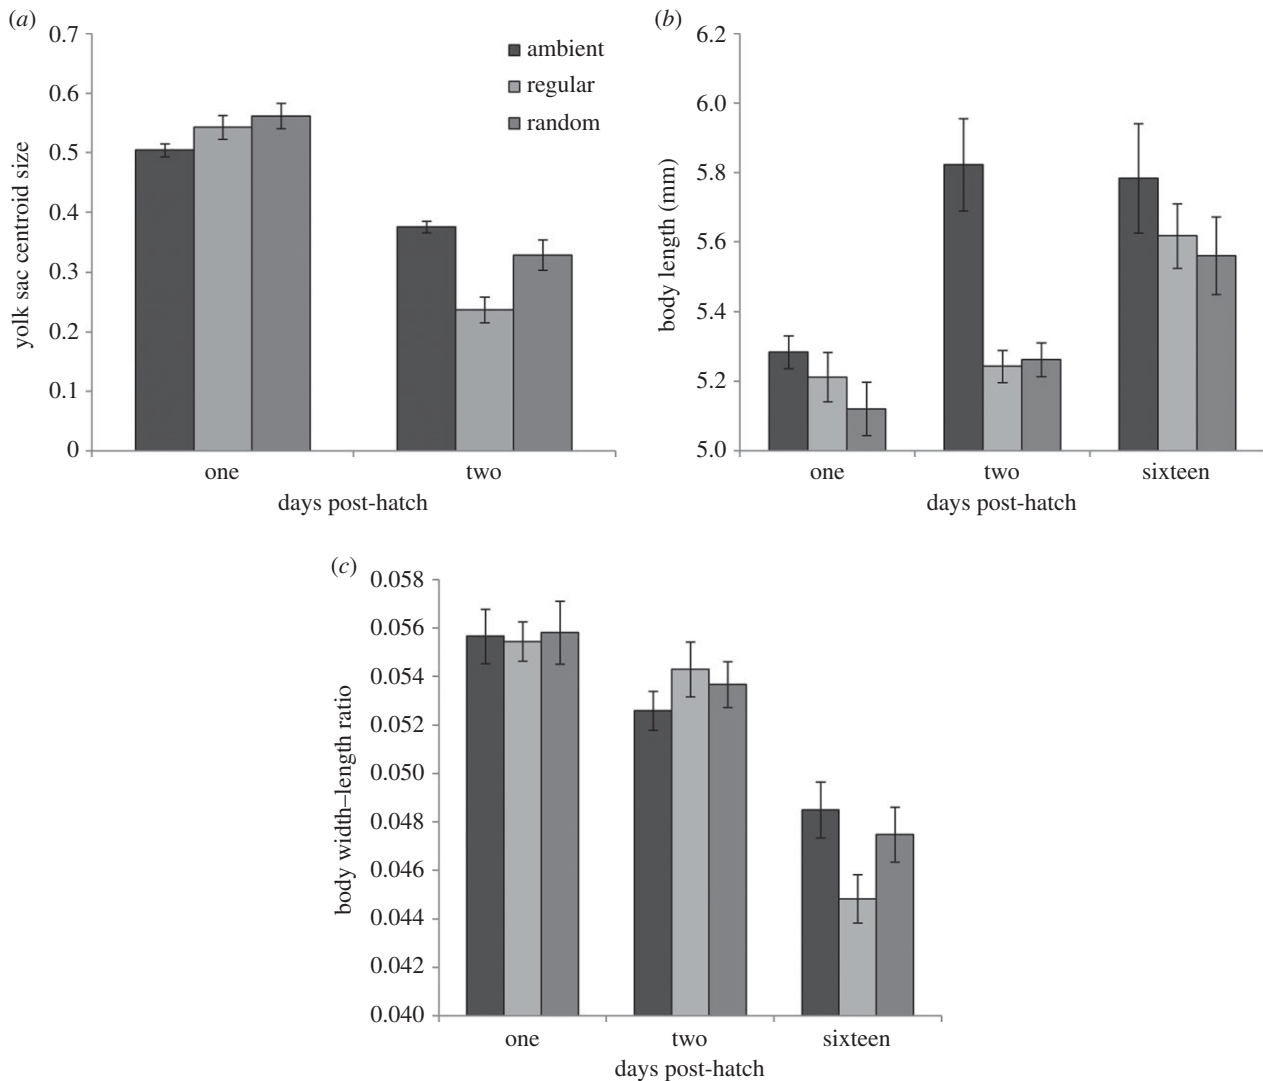 (a)
0.7
0.6
0.5
0.4
0.3
0.2
0.1
0
yolk sac centroid size
ambient
regular
random
one two
days post-hatch
(b)
6.2
6.0
5.8
5.6
5.4
5.2
5.0
body length (mm)
one two sixteen
days post-hatch
(c)
0.058
0.056
0.054
0.052
0.050
0.048
0.046
0.044
0.042
0.040
body width–length ratio
one two sixteen
days post-hatch